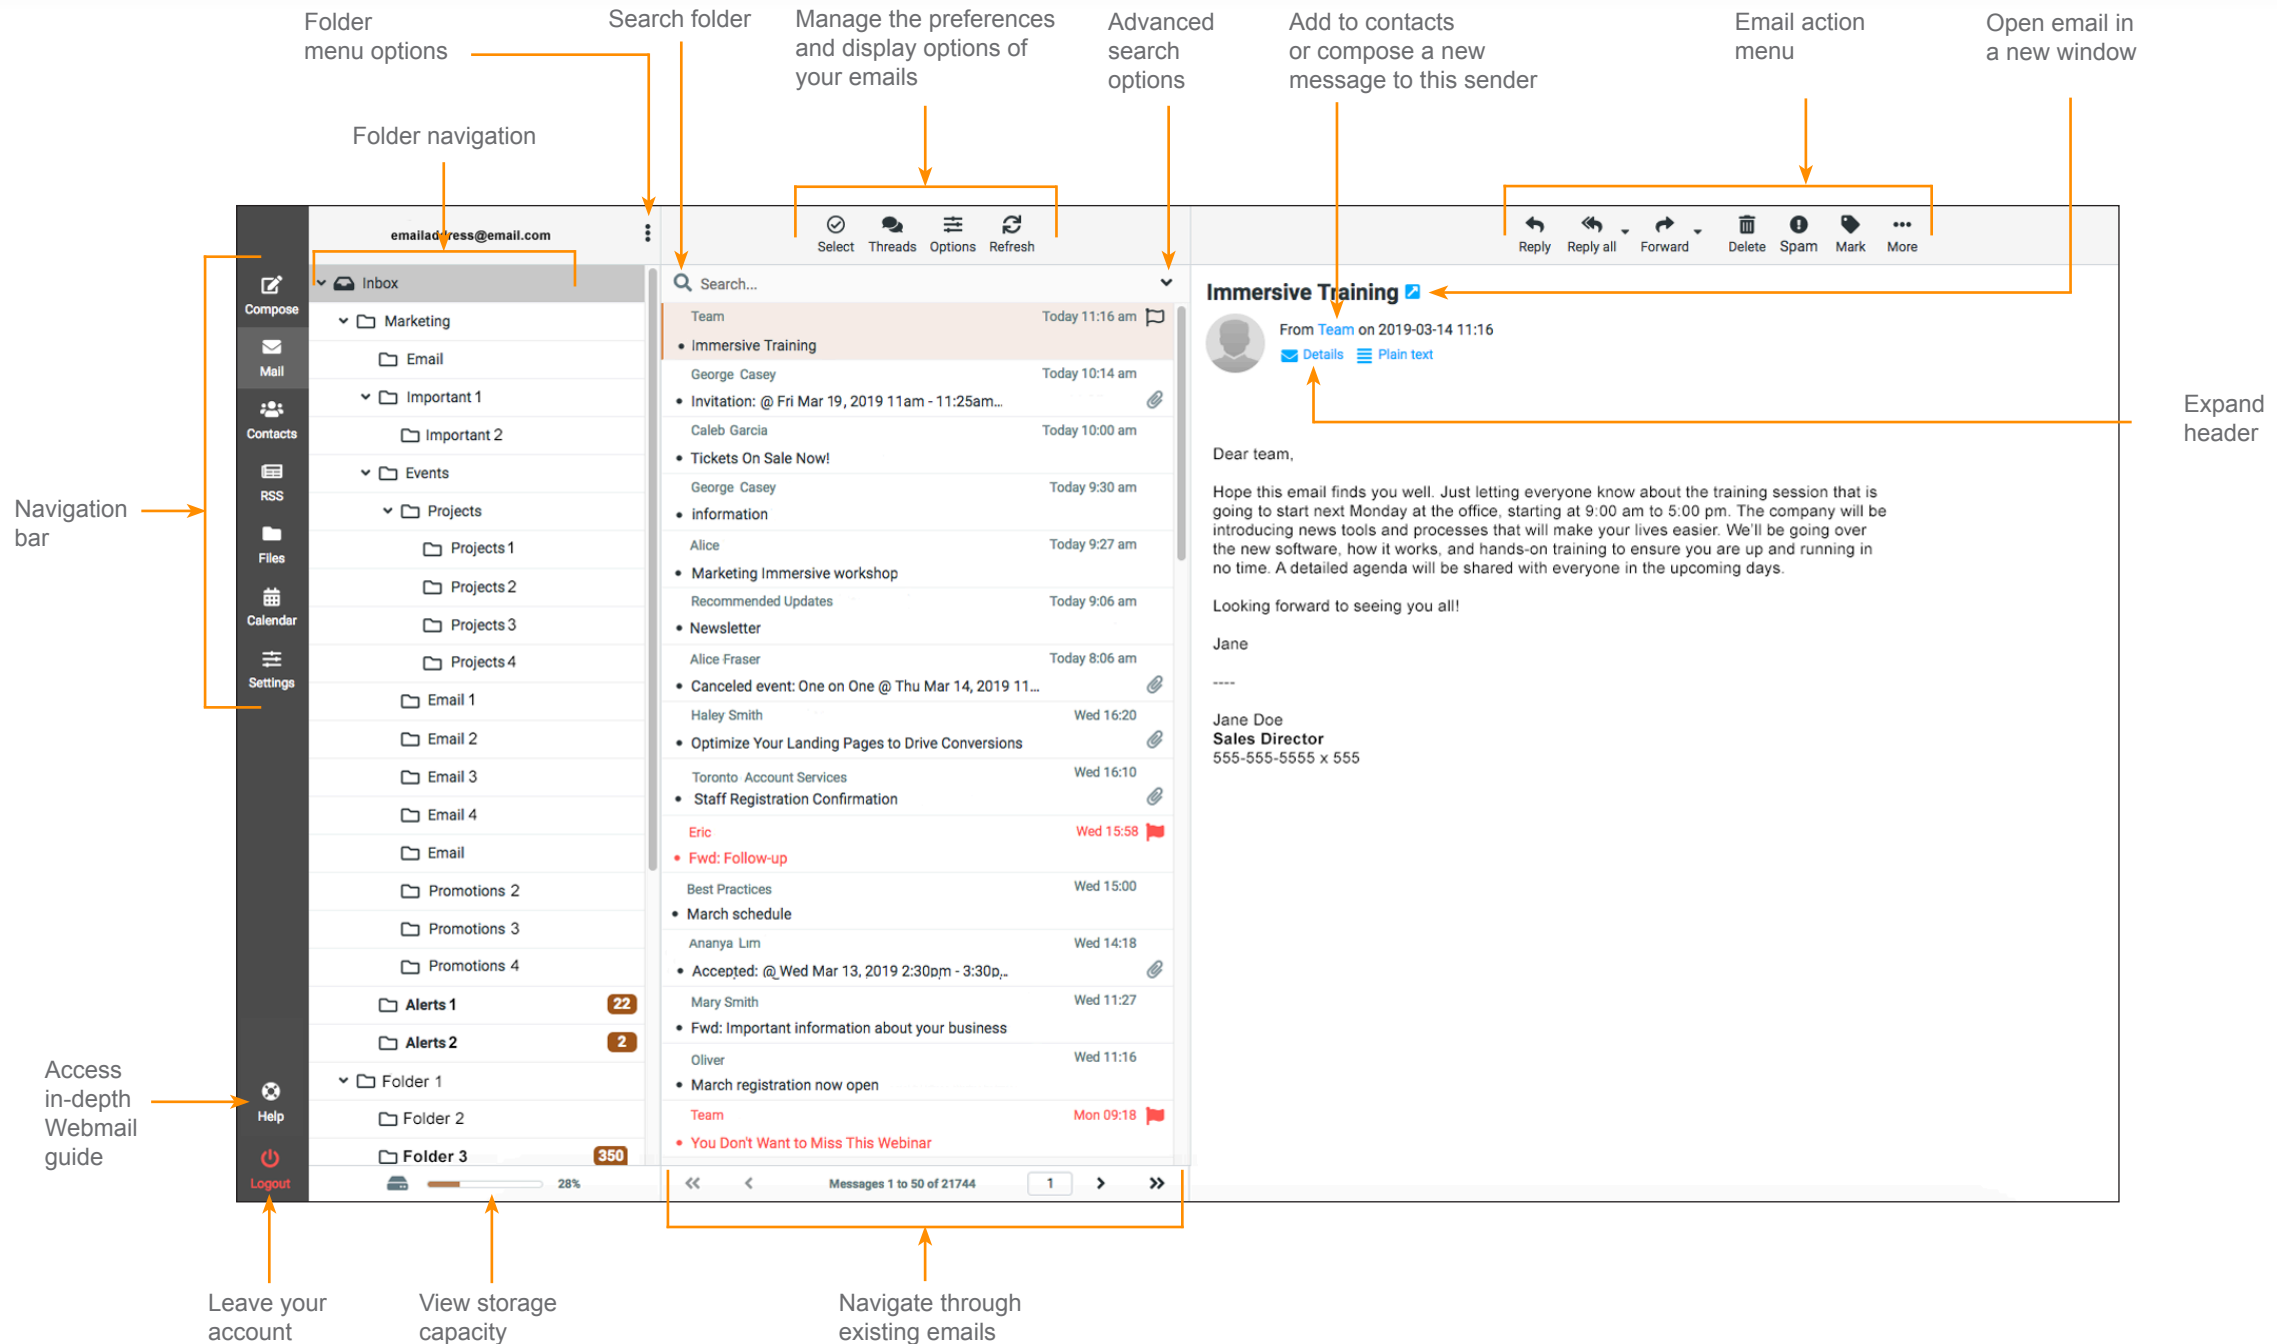 Folder
menu options
Search folder
Manage the preferences
and display options of
your emails
Advanced
search
options
Add to contacts
or compose a new
message to this sender
Email action
menu
Open email in
a new window
Folder navigation
Navigation
bar
Access
in-depth
Webmail
guide
Expand
header
Leave your
account
View storage
capacity
Navigate through
existing emails
Compose
Mail
Contacts
RSS
Files
Calendar
Settings
Help
Logout
emailaddress@email.com
Inbox
Marketing
Email
Important 1
Important 2
Events
Projects
Projects 1
Projects 2
Projects 3
Projects 4
Email 1
Email 2
Email 3
Email 4
Email
Promotions 2
Promotions 3
Promotions 4
Alerts 1 22
Alerts 2 2
Folder 1
Folder 2
Folder 3 350
28%
Select Threads Options Refresh
Search...
Team Today 11:16 am
• Immersive Training
George Casey Today 10:14 am
• Invitation: @ Fri Mar 19, 2019 11am - 11:25am...
Caleb Garcia Today 10:00 am
• Tickets On Sale Now!
George Casey Today 9:30 am
• information
Alice Today 9:27 am
• Marketing Immersive workshop
Recommended Updates Today 9:06 am
• Newsletter
Alice Fraser Today 8:06 am
• Canceled event: One on One @ Thu Mar 14, 2019 11...
Haley Smith Wed 16:20
• Optimize Your Landing Pages to Drive Conversions
Toronto Account Services Wed 16:10
• Staff Registration Confirmation
Eric Wed 15:58
• Fwd: Follow-up
Best Practices Wed 15:00
• March schedule
Ananya Lim Wed 14:18
• Accepted: @ Wed Mar 13, 2019 2:30pm - 3:30p...
Mary Smith Wed 11:27
• Fwd: Important information about your business
Oliver Wed 11:16
• March registration now open
Team Mon 09:18
• You Don't Want to Miss This Webinar
Messages 1 to 50 of 21744 1
Reply Reply all Forward Delete Spam Mark More
Immersive Training
From Team on 2019-03-14 11:16
Details Plain text
Dear team,
Hope this email finds you well. Just letting everyone know about the training session that is
going to start next Monday at the office, starting at 9:00 am to 5:00 pm. The company will be
introducing news tools and processes that will make your lives easier. We'll be going over
the new software, how it works, and hands-on training to ensure you are up and running in
no time. A detailed agenda will be shared with everyone in the upcoming days.
Looking forward to seeing you all!
Jane
----
Jane Doe
Sales Director
555-555-5555 x 555